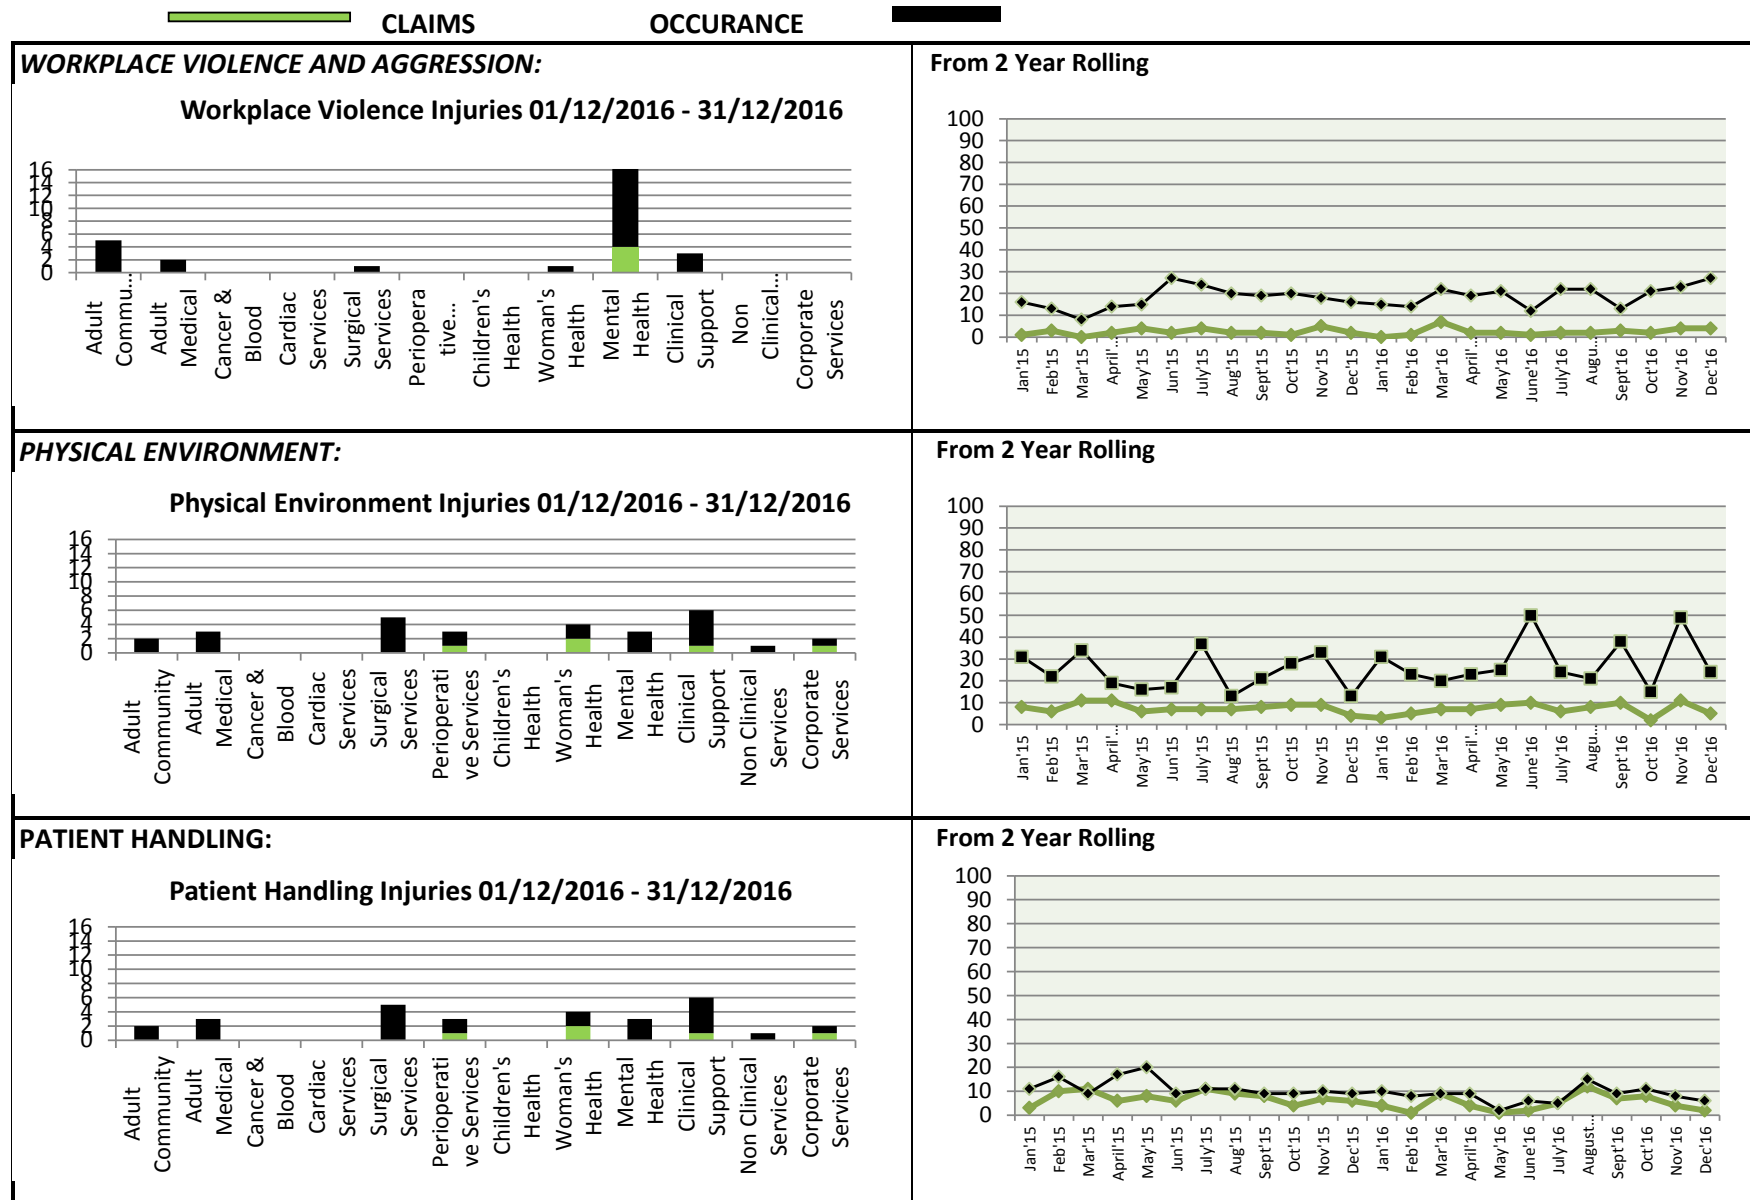 CLAIMS OCCURANCE
WORKPLACE VIOLENCE AND AGGRESSION:
Workplace Violence Injuries 01/12/2016 - 31/12/2016
16
14
12
10
8
6
4
2
0
Adult Commu...
Adult Medical
Cancer & Blood
Cardiac Services
Surgical Services
Periopera tive...
Children's Health
Woman's Health
Mental Health
Clinical Support
Non Clinical...
Corporate Services
From 2 Year Rolling
100
90
80
70
60
50
40
30
20
10
0
Jan'15
Feb'15
Mar'15
April'...
May'15
Jun'15
July'15
Aug'15
Sept'15
Oct'15
Nov'15
Dec'15
Jan'16
Feb'16
Mar'16
April'...
May'16
June'16
July'16
Augu...
Sept'16
Oct'16
Nov'16
Dec'16
PHYSICAL ENVIRONMENT:
Physical Environment Injuries 01/12/2016 - 31/12/2016
16
14
12
10
8
6
4
2
0
Adult Community
Adult Medical
Cancer & Blood
Cardiac Services
Surgical Services
Perioperati ve Services
Children's Health
Woman's Health
Mental Health
Clinical Support
Non Clinical Services
Corporate Services
From 2 Year Rolling
100
90
80
70
60
50
40
30
20
10
0
Jan'15
Feb'15
Mar'15
April'...
May'15
Jun'15
July'15
Aug'15
Sept'15
Oct'15
Nov'15
Dec'15
Jan'16
Feb'16
Mar'16
April'...
May'16
June'16
July'16
Augu...
Sept'16
Oct'16
Nov'16
Dec'16
PATIENT HANDLING:
Patient Handling Injuries 01/12/2016 - 31/12/2016
16
14
12
10
8
6
4
2
0
Adult Community
Adult Medical
Cancer & Blood
Cardiac Services
Surgical Services
Perioperati ve Services
Children's Health
Woman's Health
Mental Health
Clinical Support
Non Clinical Services
Corporate Services
From 2 Year Rolling
100
90
80
70
60
50
40
30
20
10
0
Jan'15
Feb'15
Mar'15
April'15
May'15
Jun'15
July'15
Aug'15
Sept'15
Oct'15
Nov'15
Dec'15
Jan'16
Feb'16
Mar'16
April'16
May'16
June'16
July'16
August...
Sept'16
Oct'16
Nov'16
Dec'16